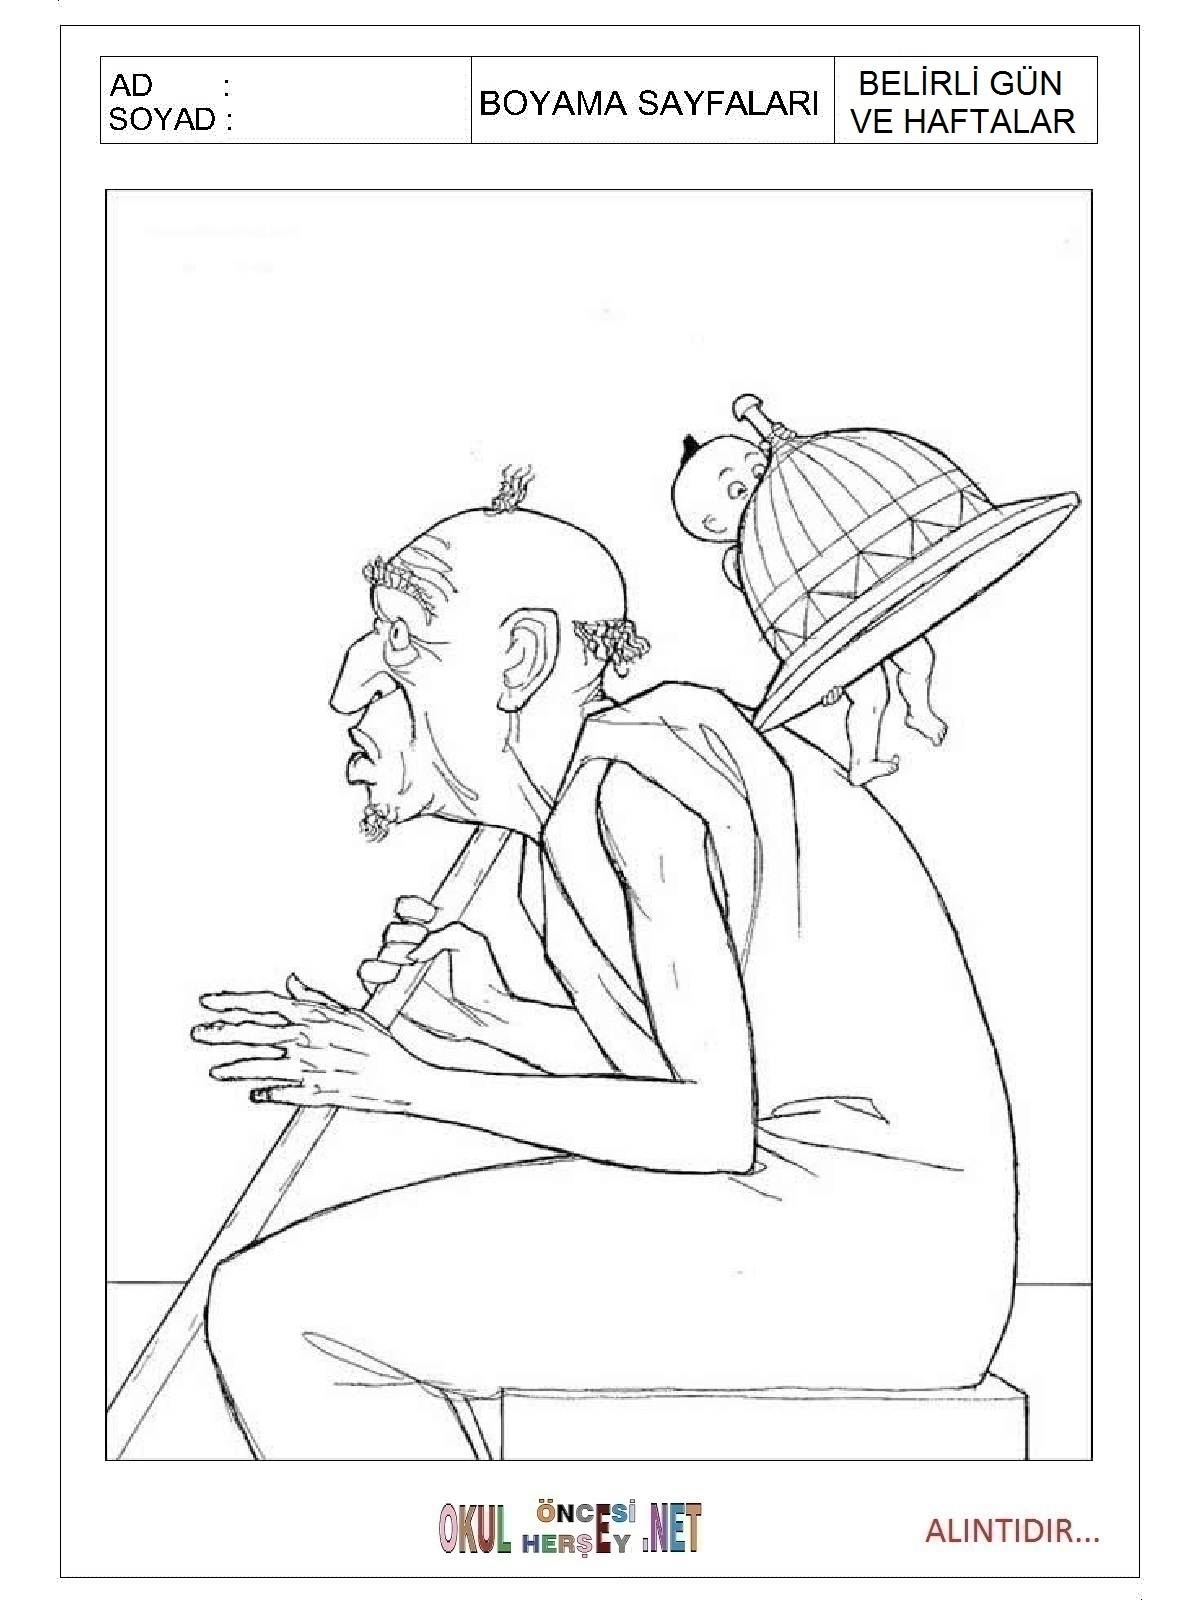 AD :
SOYAD :
BOYAMA SAYFALARI
BELİRLİ GÜN
VE HAFTALAR
OKUL ÖNCESİ HERŞEY .NET
ALINTIDIR...